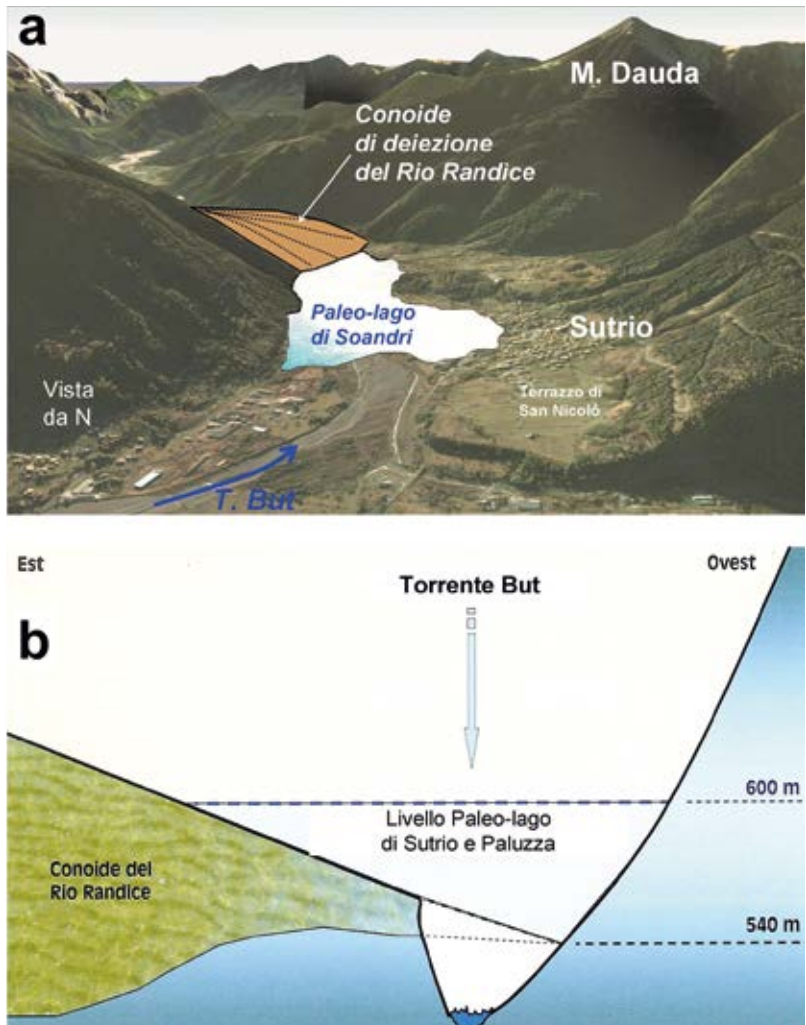 a
M. Dauda
Conoide
di deiezione
del Rio Randice
Paleo-lago
di Soandri
Sutrio
Vista
da N
Terrazzo di
San Nicolò
T. But
Est
Ovest
b
Torrente But
600 m
Livello Paleo-lago
di Sutrio e Paluzza
Conoide del
Rio Randice
540 m